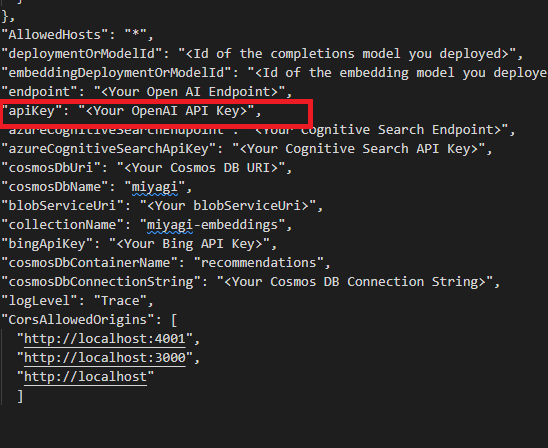 },
"AllowedHosts": "*",
"deploymentOrModelId": "<Id of the completions model you deployed>",
"embeddingDeploymentOrModelId": "<Id of the embedding model you deploye
"endpoint": "<Your Open AI Endpoint>",
"apiKey": "<Your OpenAI API Key>",
"azureCognitiveSearchEndpoint": "<Your Cognitive Search Endpoint>",
"azureCognitiveSearchApiKey": "<Your Cognitive Search API Key>",
"cosmosDbUri": "<Your Cosmos DB URI>",
"cosmosDbName": "miyagi",
"blobServiceUri": "<Your blobServiceUri>",
"collectionName": "miyagi-embeddings",
"bingApiKey": "<Your Bing API Key>",
"cosmosDbContainerName": "recommendations",
"cosmosDbConnectionString": "<Your Cosmos DB Connection String>",
"logLevel": "Trace",
"CorsAllowedOrigins": [
"http://localhost:4001",
"http://localhost:3000",
"http://localhost"
]